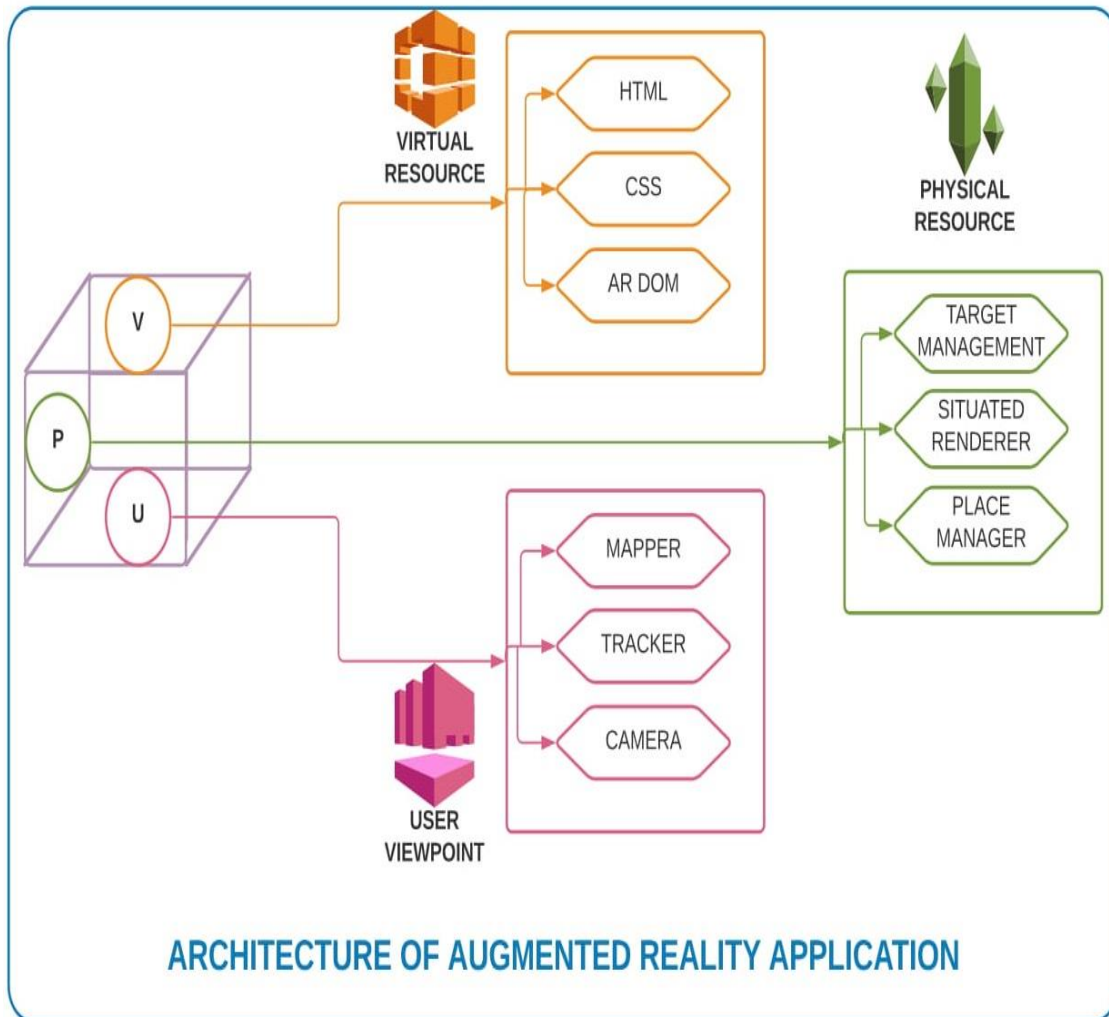 VIRTUAL
RESOURCE
HTML
CSS
AR DOM
PHYSICAL
RESOURCE
TARGET
MANAGEMENT
SITUATED
RENDERER
PLACE
MANAGER
V
P
U
MAPPER
TRACKER
CAMERA
USER
VIEWPOINT
ARCHITECTURE OF AUGMENTED REALITY APPLICATION